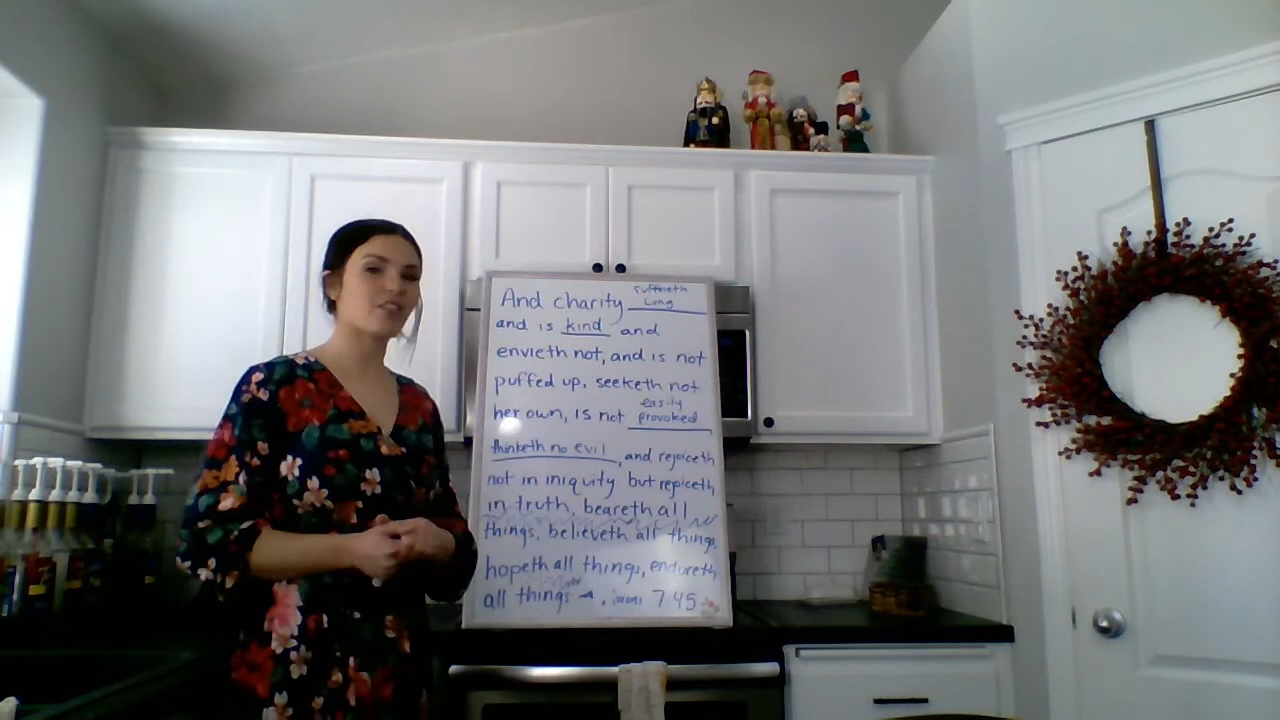 And charity suffereth
Long
and is kind and
envieth not, and is not
puffed up, seeketh not
easily
her own, is not provoked
thinketh no evil, and rejoiceth
not in iniquity but rejoiceth
in truth, beareth all
things, believeth all things,
hopeth all things, endureth
all things 7 45